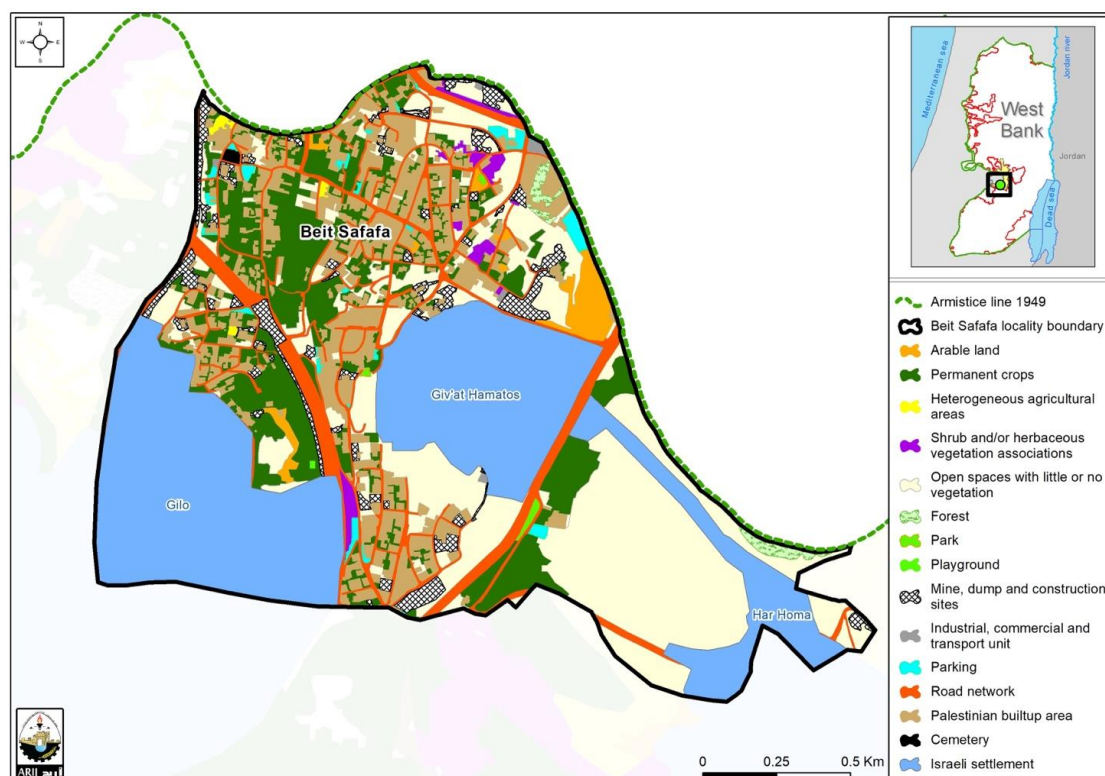 N
W E
S
Beit Safafa
Giv'at Hamatos
Gilo
Har Homa
0 0.25 0.5 Km
ARIJ أريج
Mediterranean sea
West
Bank
Jordan river
Jordan
Dead sea
Armistice line 1949
Beit Safafa locality boundary
Arable land
Permanent crops
Heterogeneous agricultural
areas
Shrub and/or herbaceous
vegetation associations
Open spaces with little or no
vegetation
Forest
Park
Playground
Mine, dump and construction
sites
Industrial, commercial and
transport unit
Parking
Road network
Palestinian builtup area
Cemetery
Israeli settlement